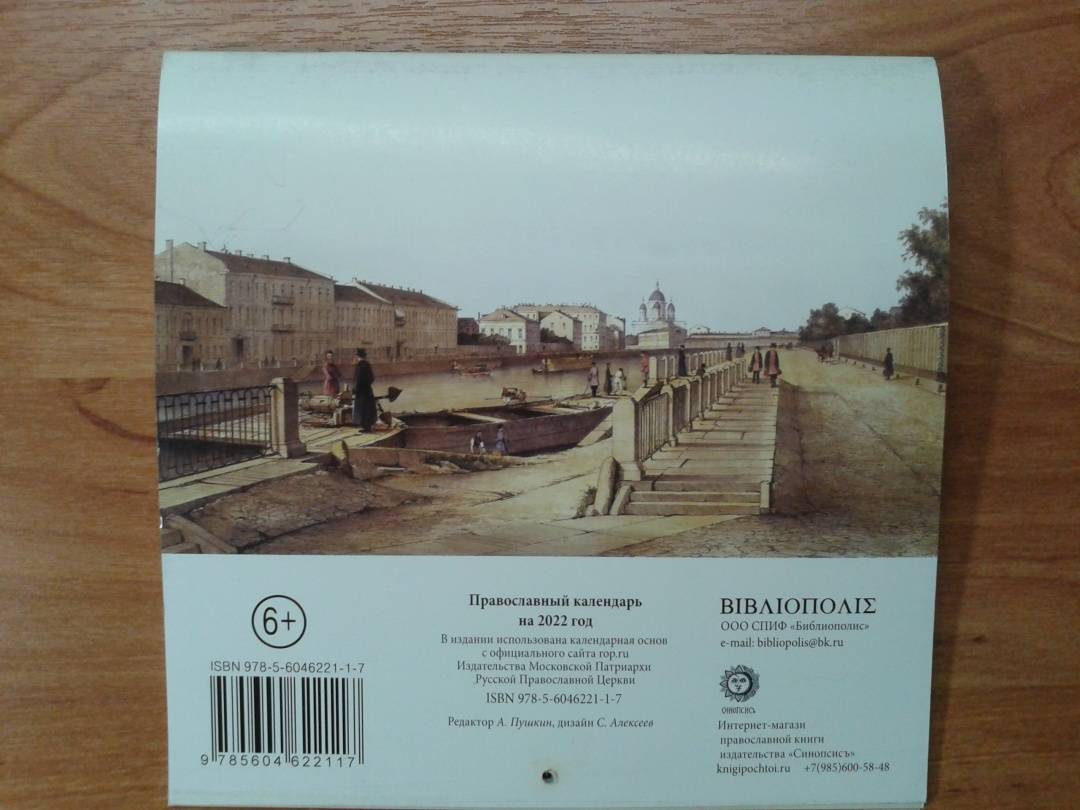 6+
ISBN 978-5-6046221-1-7
9 785604 622117
Православный календарь
на 2022 год
В издании использована календарная основ
с официального сайта rop.ru
Издательства Московской Патриархи
Русской Православной Церкви
ISBN 978-5-6046221-1-7
Редактор А. Пушкин, дизайн С. Алексеев
ΒΙΒΛΙΟΠΟΛΙΣ
ООО СПИФ «Библиополис»
e-mail: bibliopolis@bk.ru
СѴНОПСИСЪ
Интернет-магази
православной книги
издательства «Синопсисъ»
knigipochtoi.ru +7(985)600-58-48